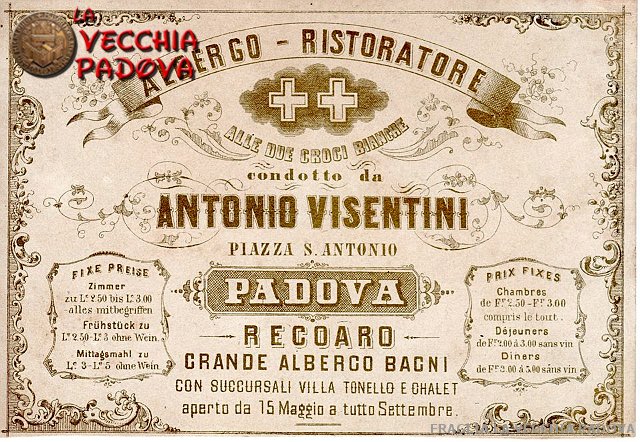 LA
VECCHIA
PADOVA
ALBERGO - RISTORATORE
ALLE DUE CROCI BIANCHE
condotto da
ANTONIO VISENTINI
PIAZZA S. ANTONIO
PADOVA
RECOARO
GRANDE ALBERGO BAGNI
CON SUCCURSALI VILLA TONELLO E CHALET
aperto da 15 Maggio a tutto Settembre.
FIXE PREISE
Zimmer
zu L.e 2.50 bis L.e 3.00
alles mitbegriffen
Frühstück zu
L.e 2.50-L.e 3 ohne Wein.
Mittagsmahl zu
L.e 3-L.e 5 ohne Wein.
PRIX FIXES
Chambres
de F.cs 2.50-F.cs 3.00
compris le tout.
Déjeuners
de F.cs 2.00 à 3.00 sans vin
Diners
de F.cs 3.00 à 5.00 sans vin